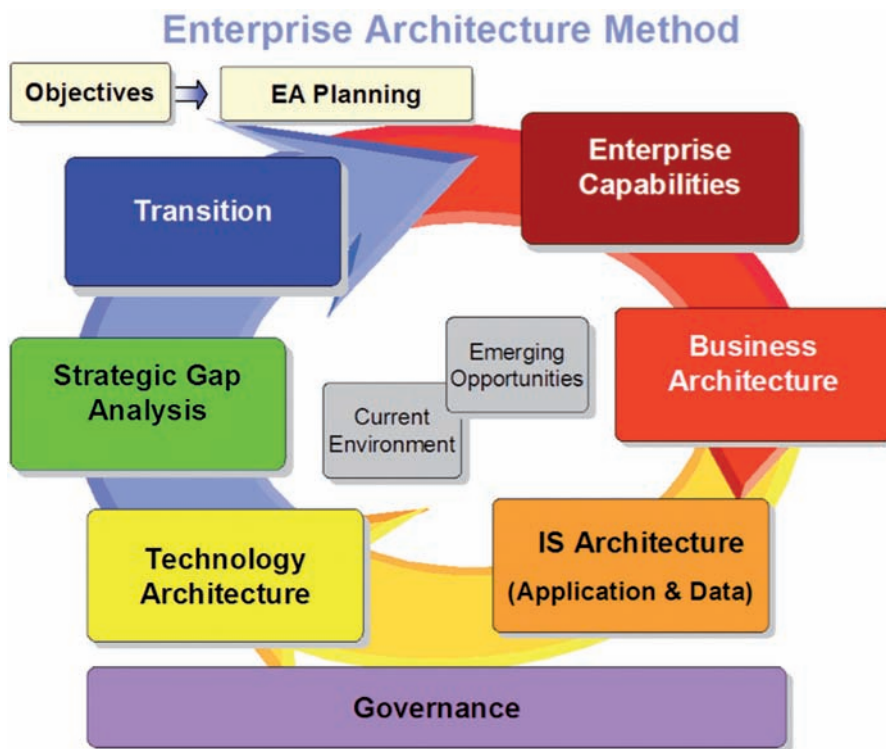 Enterprise Architecture Method
Objectives
EA Planning
Enterprise
Capabilities
Transition
Business
Architecture
Emerging
Opportunities
Strategic Gap
Analysis
Current
Environment
IS Architecture
(Application & Data)
Technology
Architecture
Governance